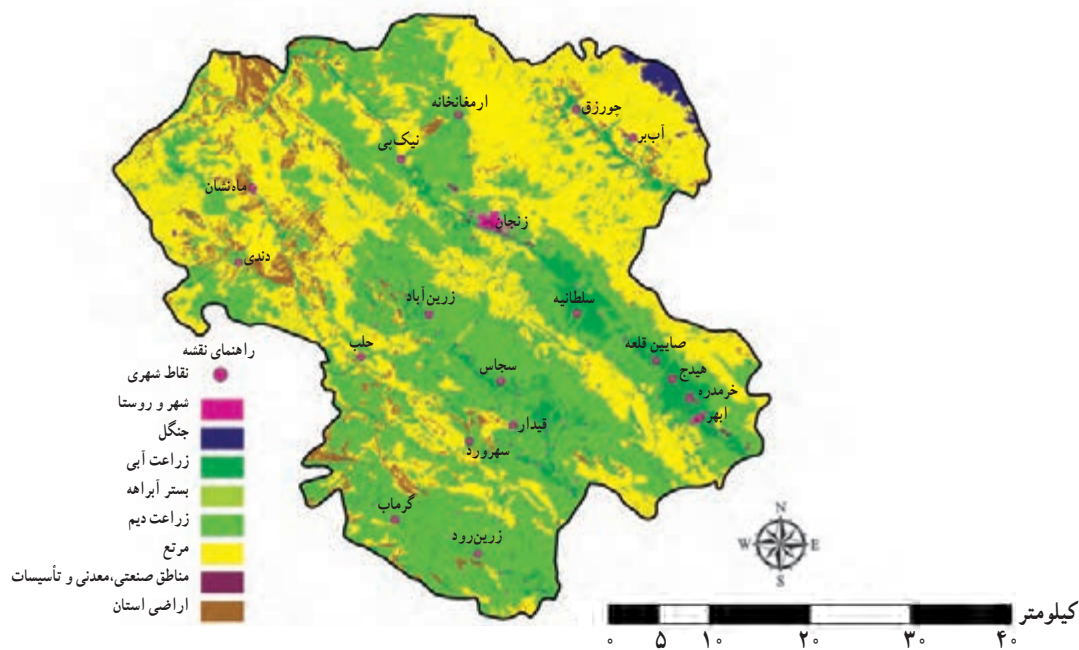 ارمغانخانه
چورزق
آب‌بر
نیک‌پی
ماه‌نشان
زنجان
دندی
زرین‌آباد
سلطانیه
حلب
صایین قلعه
سجاس
هیدج
خرمدره
ابهر
قیدار
سهرورد
گرماب
زرین‌رود
راهنمای نقشه
نقاط شهری
شهر و روستا
جنگل
زراعت آبی
بستر آبراهه
زراعت دیم
مرتع
مناطق صنعتی،معدنی و تأسیسات
اراضی استان
N
W E
S
کیلومتر
۰ ۵ ۱۰ ۲۰ ۳۰ ۴۰